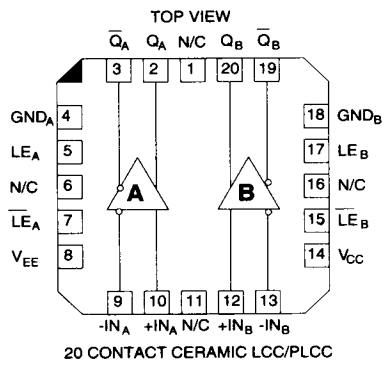 TOP VIEW
Q̅A QA N/C QB Q̅B
3 2 1 20 19
GNDA 4 18 GNDB
LEA 5 17 LEB
N/C 6 A B 16 N/C
L̅E̅A 7 15 L̅E̅B
VEE 8 14 VCC
9 10 11 12 13
-INA +INA N/C +INB -INB
20 CONTACT CERAMIC LCC/PLCC